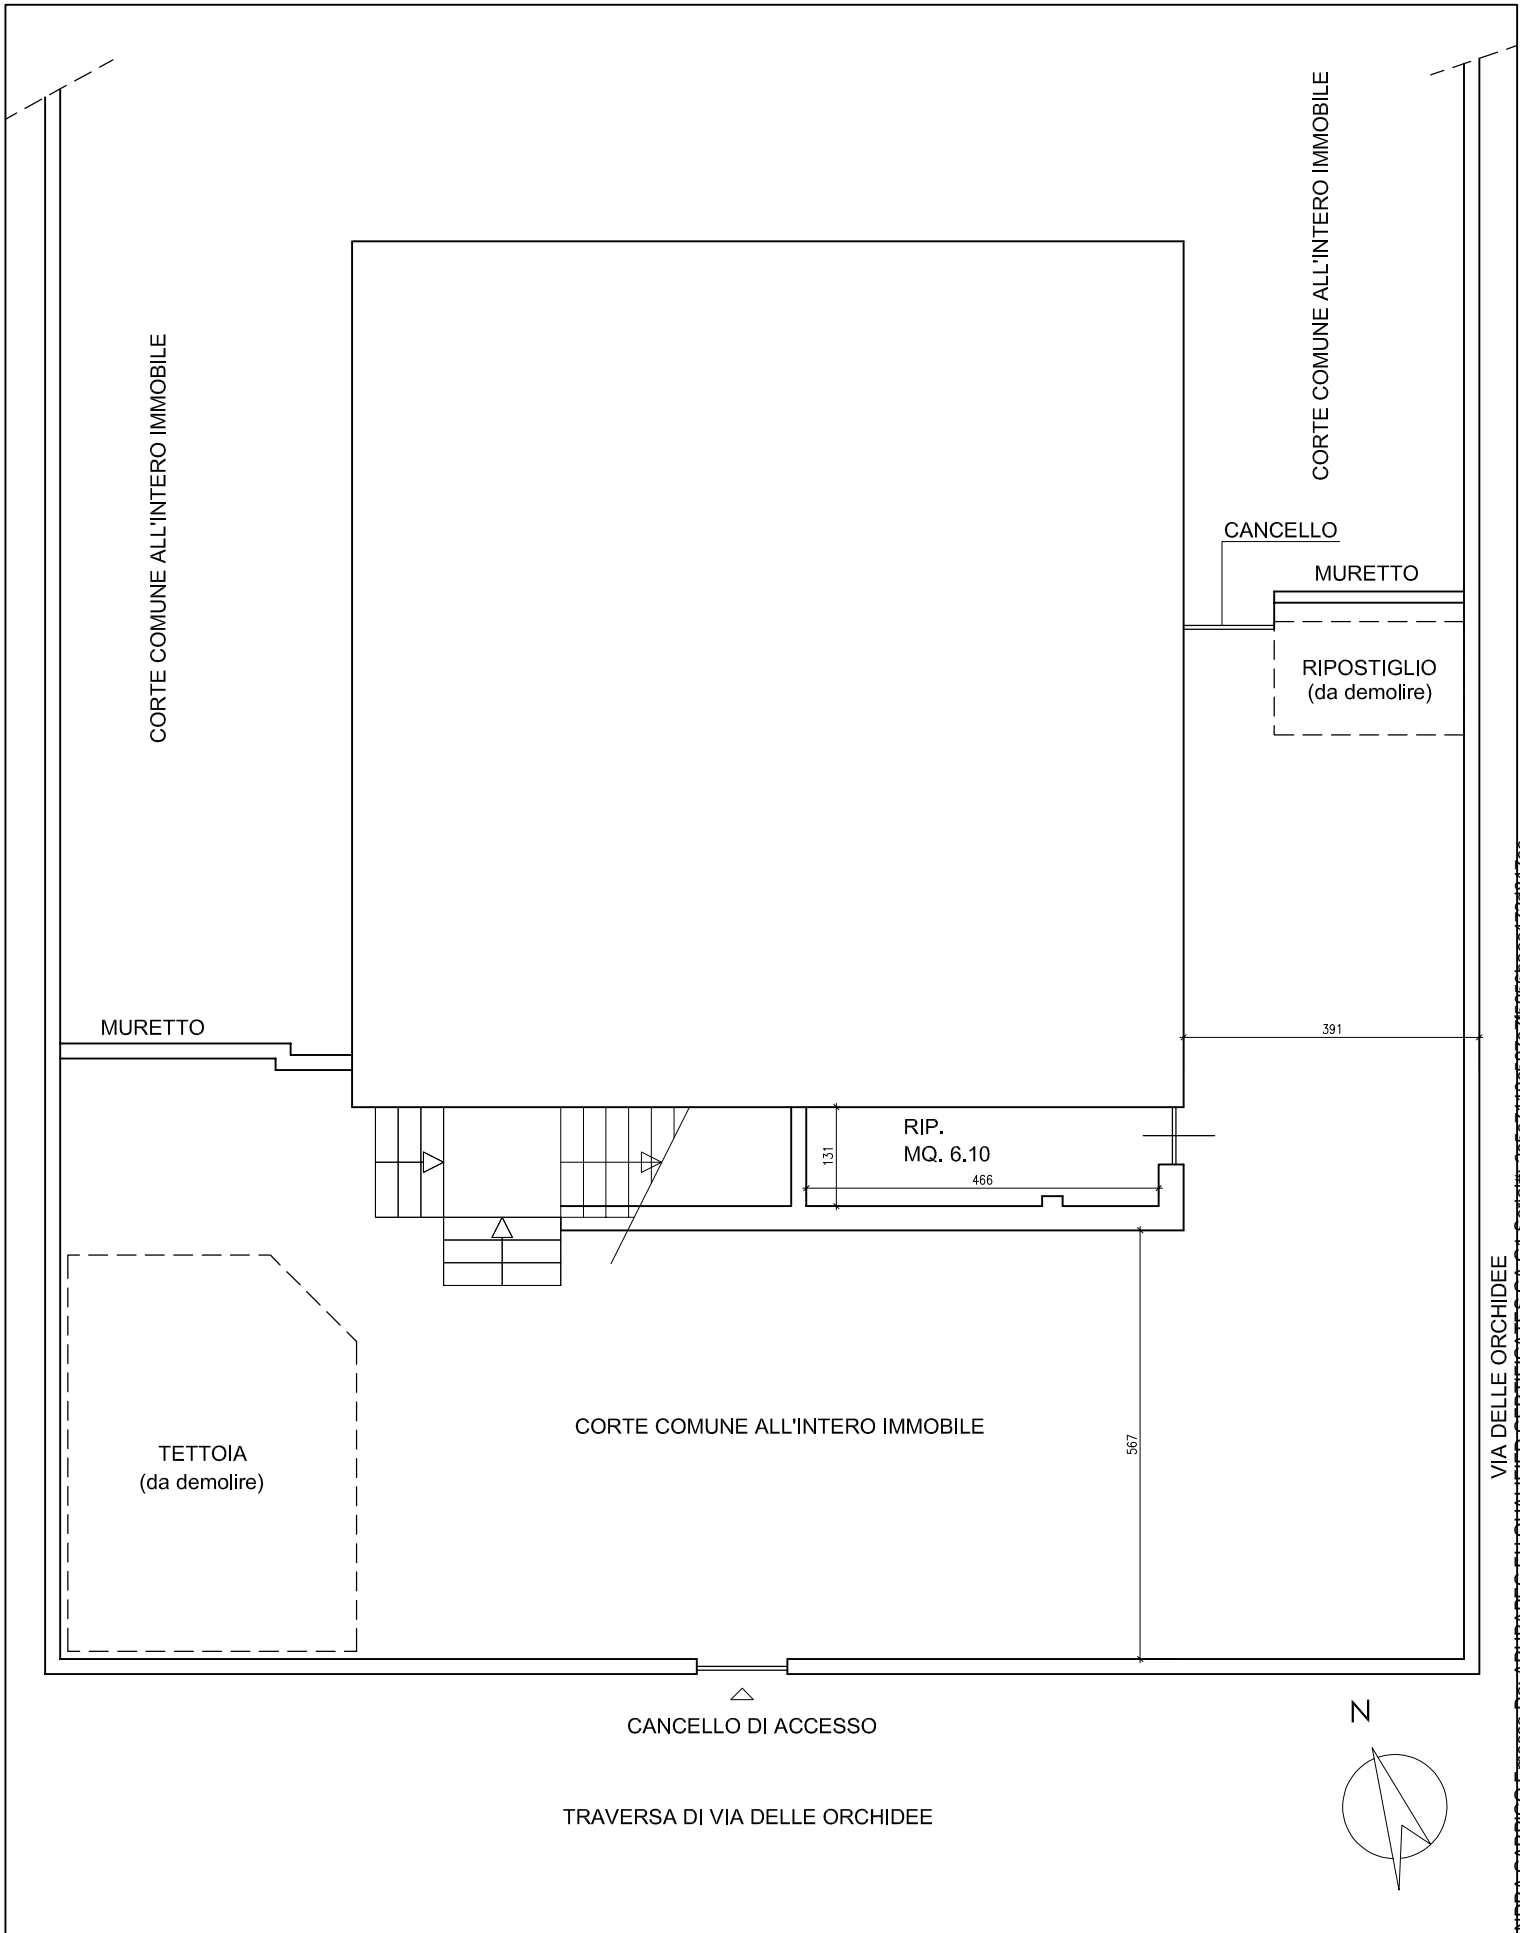 CORTE COMUNE ALL'INTERO IMMOBILE
CORTE COMUNE ALL'INTERO IMMOBILE
CANCELLO
MURETTO
RIPOSTIGLIO
(da demolire)
MURETTO
391
RIP.
MQ. 6.10
131
466
TETTOIA
(da demolire)
CORTE COMUNE ALL'INTERO IMMOBILE
567
VIA DELLE ORCHIDEE
CANCELLO DI ACCESSO
TRAVERSA DI VIA DELLE ORCHIDEE
N